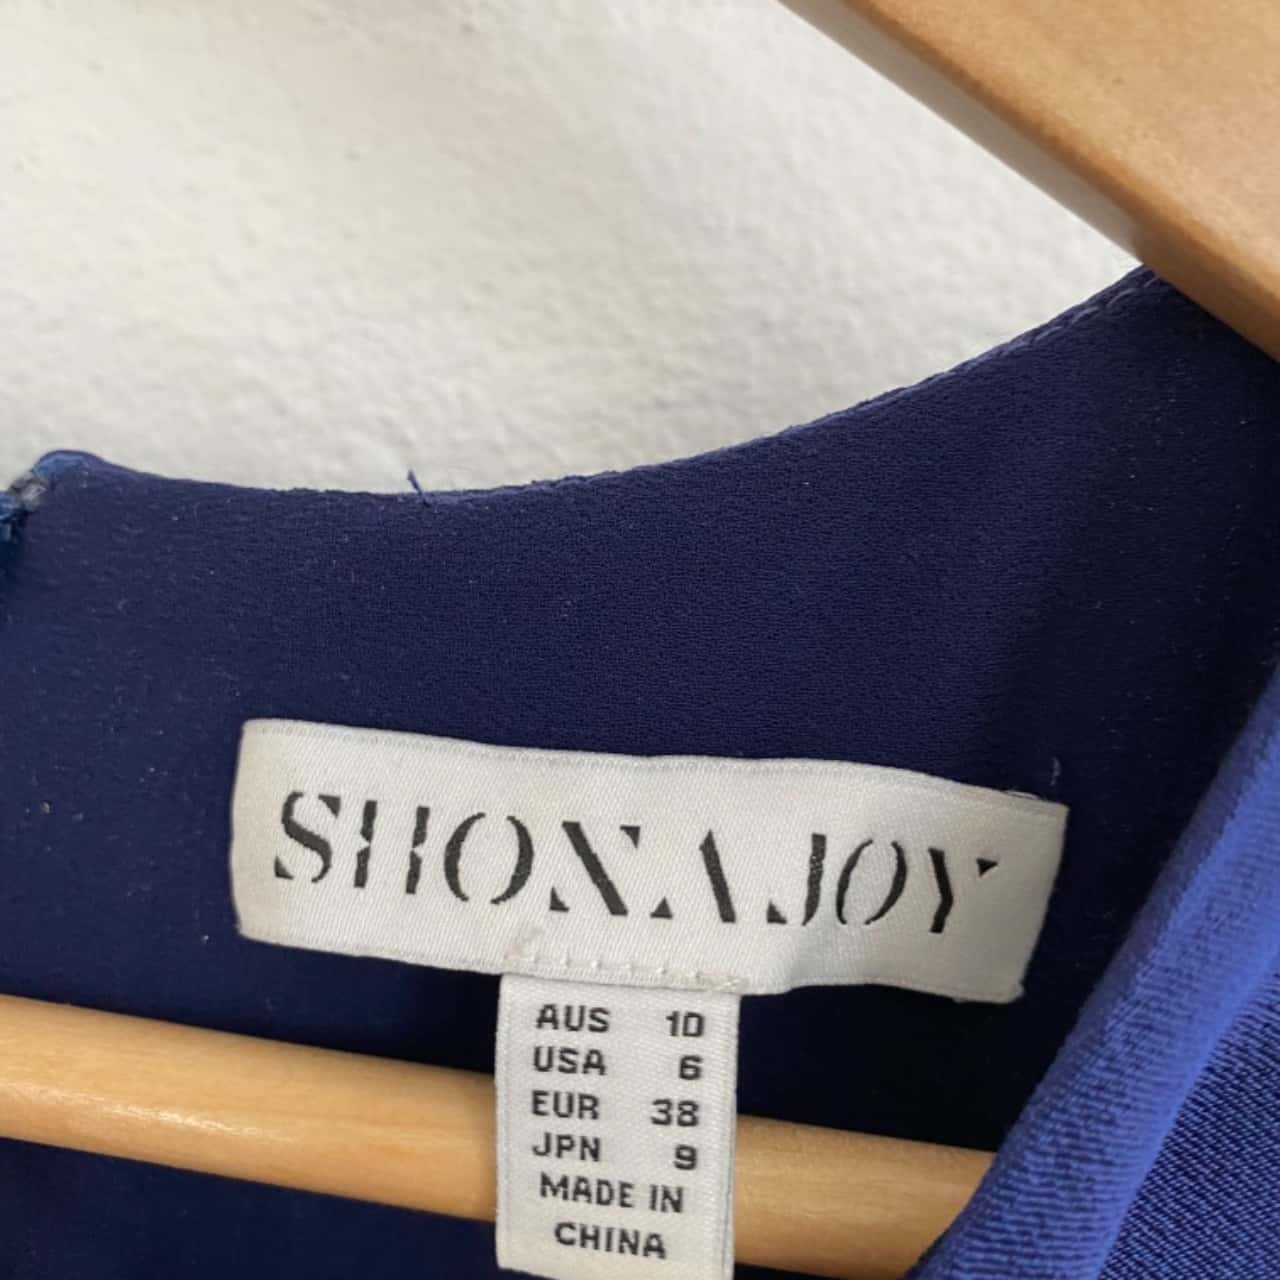 SHONA JOY
AUS 10
USA 6
EUR 38
JPN 9
MADE IN
CHINA